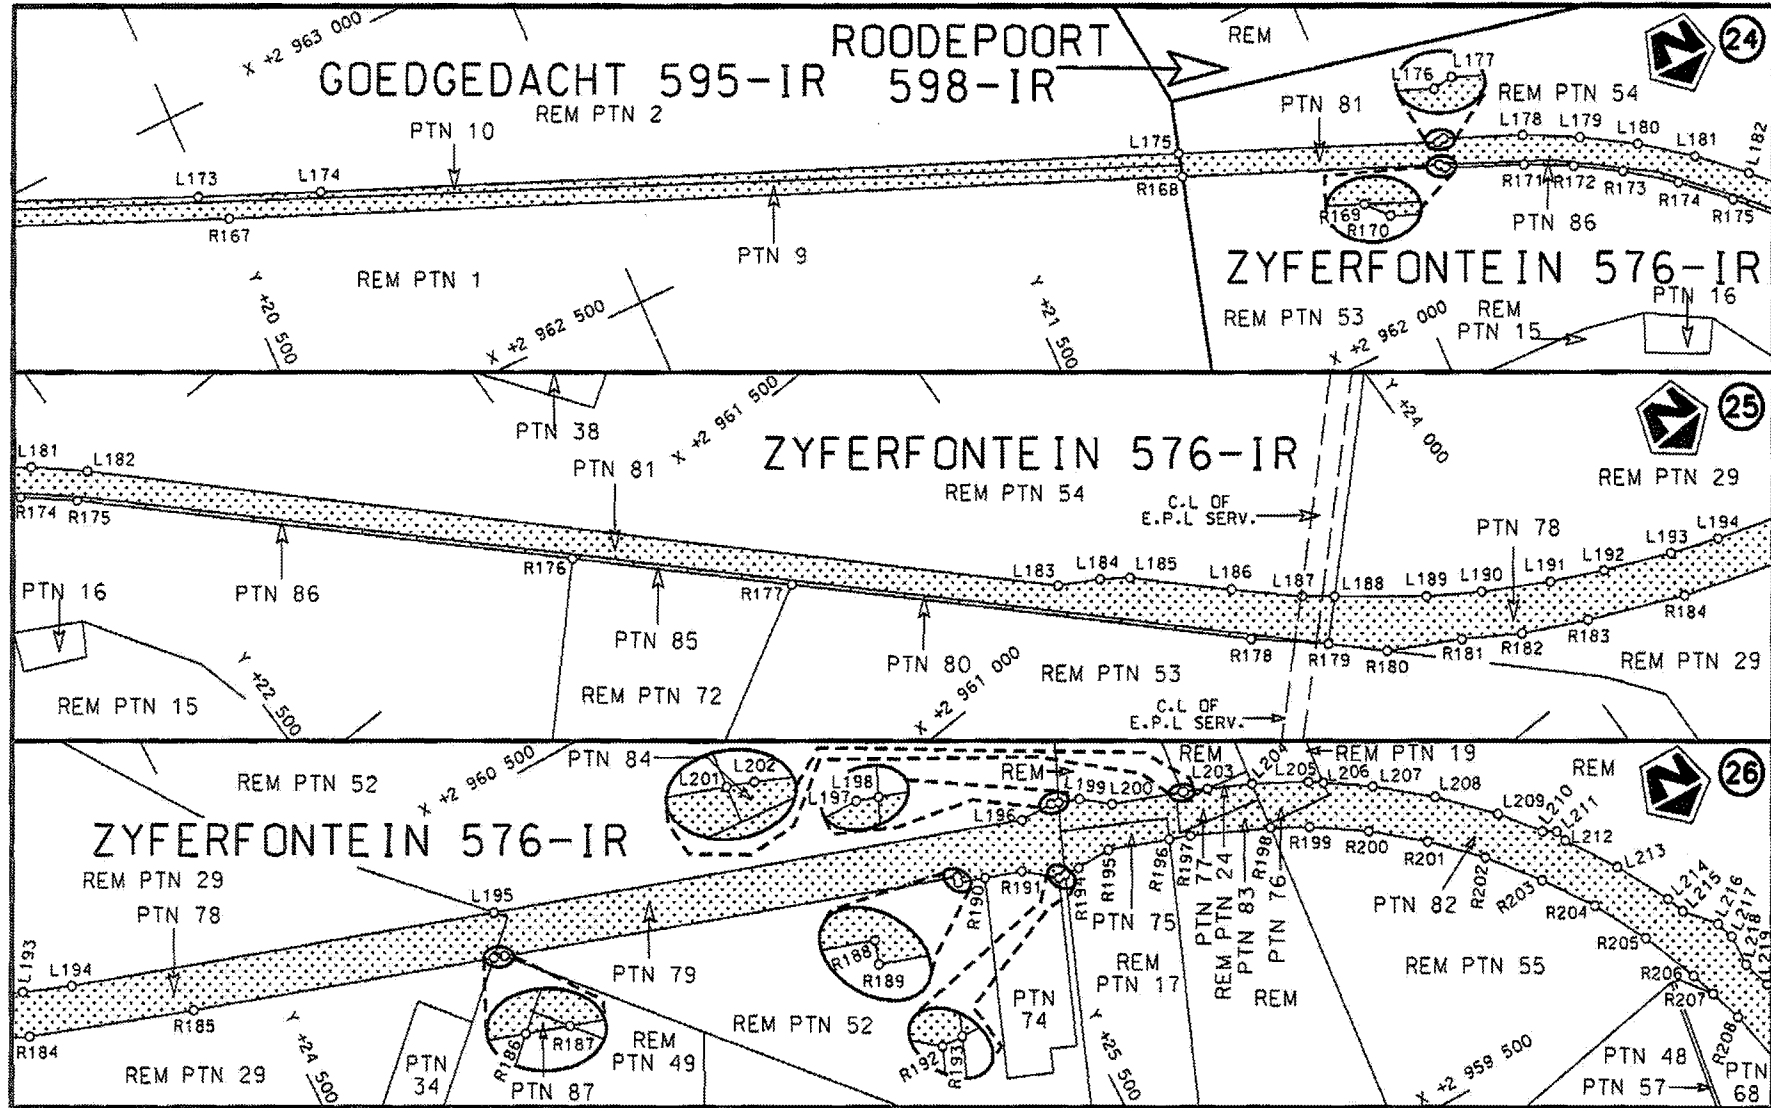 X +2 963 000
ROODEPOORT
598-IR
GOEDGEDACHT 595-IR
REM PTN 2
PTN 10
REM
L176
L177
REM PTN 54
24
PTN 81
L173
L174
L175
L178
L179
L180
L181
L182
R167
R168
R169
R170
R171
R172
R173
R174
R175
PTN 86
PTN 9
REM PTN 1
ZYFERFONTEIN 576-IR
PTN 16
REM PTN 53
REM
PTN 15
Y +20 500
X +2 962 500
Y +21 500
X +2 962 000
25
L181
L182
PTN 38
PTN 81
X +2 961 500
ZYFERFONTEIN 576-IR
REM PTN 54
Y +24 000
REM PTN 29
C.L OF
E.P.L SERV.
PTN 78
R174
R175
R176
R177
L183
L184
L185
L186
L187
L188
L189
L190
L191
L192
L193
L194
PTN 16
PTN 86
PTN 85
PTN 80
R178
R179
R180
R181
R182
R183
R184
REM PTN 29
REM PTN 53
REM PTN 72
REM PTN 15
Y +22 500
X +2 961 000
C.L OF
E.P.L SERV.
26
REM PTN 52
X +2 960 500
PTN 84
L201
L202
L197
L198
REM
REM
L204
REM PTN 19
REM
ZYFERFONTEIN 576-IR
L196
L199
L200
L203
L205
L206
L207
L208
L209
L210
L211
L212
L213
L214
L215
L216
L217
L218
L219
REM PTN 29
PTN 78
L193
L194
L195
R184
R185
R186
R187
R188
R189
R190
R191
R192
R193
R194
R195
R196
R197
R198
R199
R200
R201
R202
R203
R204
R205
R206
R207
R208
PTN 79
PTN 75
PTN 77
REM PTN 24
PTN 83
PTN 76
PTN 82
REM PTN 55
REM
PTN 17
REM
PTN
74
REM PTN 52
REM
PTN 49
PTN 87
PTN
34
REM PTN 29
Y +24 500
Y +25 500
X +2 959 500
PTN 48
PTN 57
PTN
68